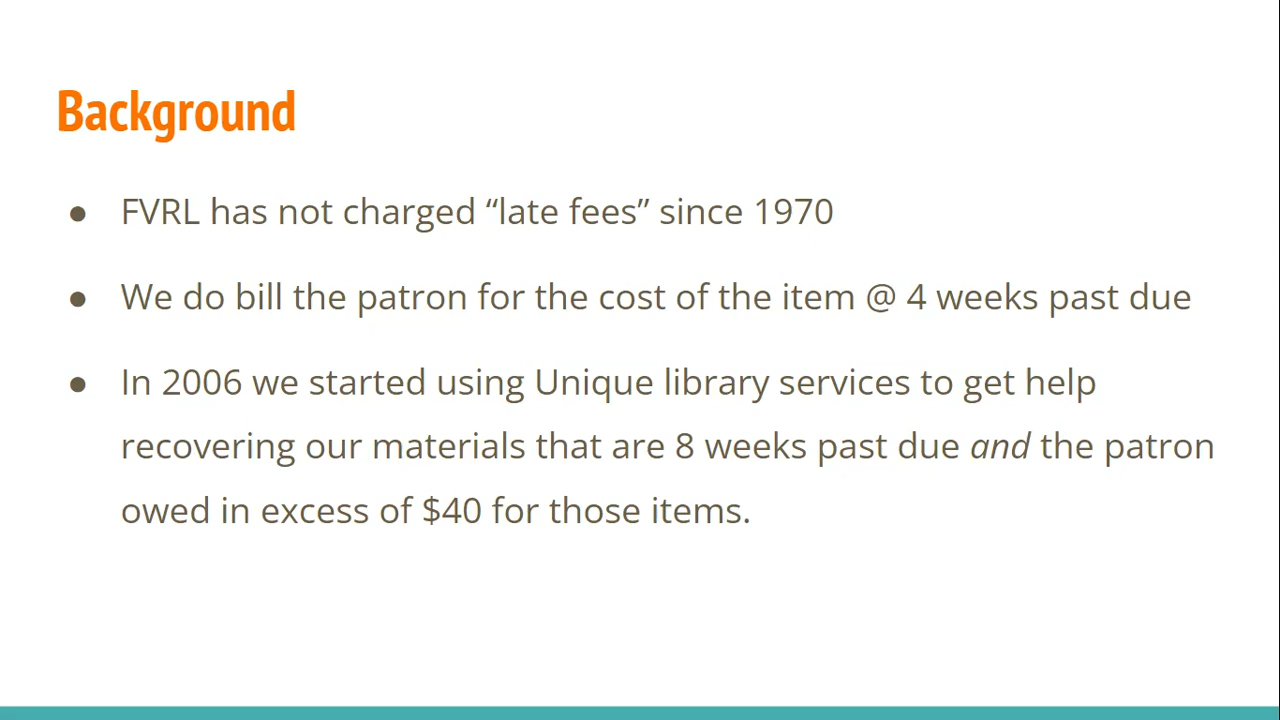 Background
● FVRL has not charged “late fees” since 1970
● We do bill the patron for the cost of the item @ 4 weeks past due
● In 2006 we started using Unique library services to get help
recovering our materials that are 8 weeks past due and the patron
owed in excess of $40 for those items.